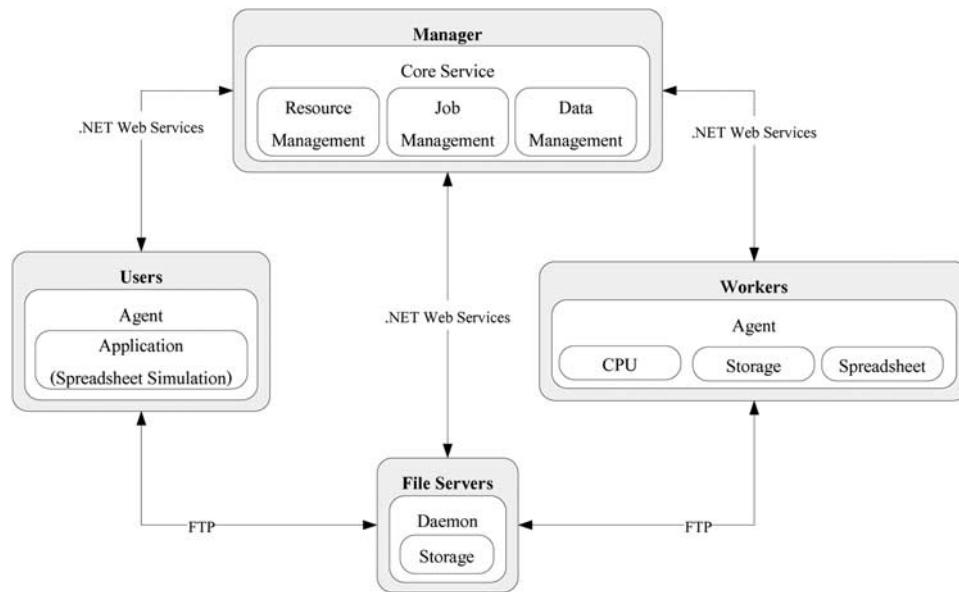 Manager
Core Service
Resource
Management
Job
Management
Data
Management
.NET Web Services
.NET Web Services
Users
Agent
Application
(Spreadsheet Simulation)
.NET Web Services
Workers
Agent
CPU
Storage
Spreadsheet
File Servers
Daemon
Storage
FTP
FTP